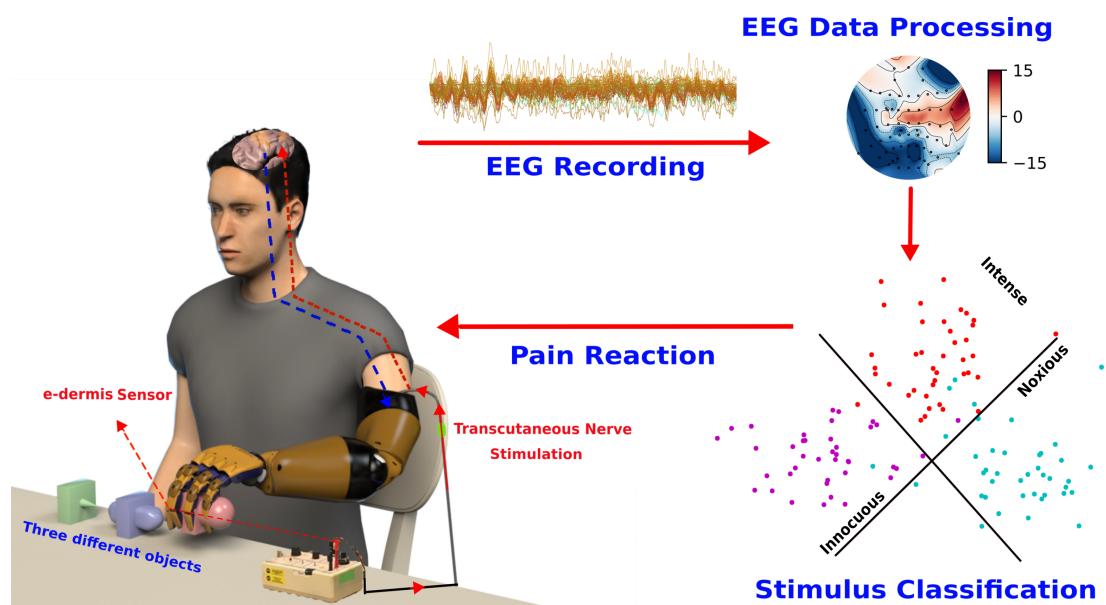 EEG Data Processing
15
0
−15
EEG Recording
Intense
Noxious
Innocuous
Pain Reaction
e-dermis Sensor
Transcutaneous Nerve
Stimulation
Three different objects
Stimulus Classification